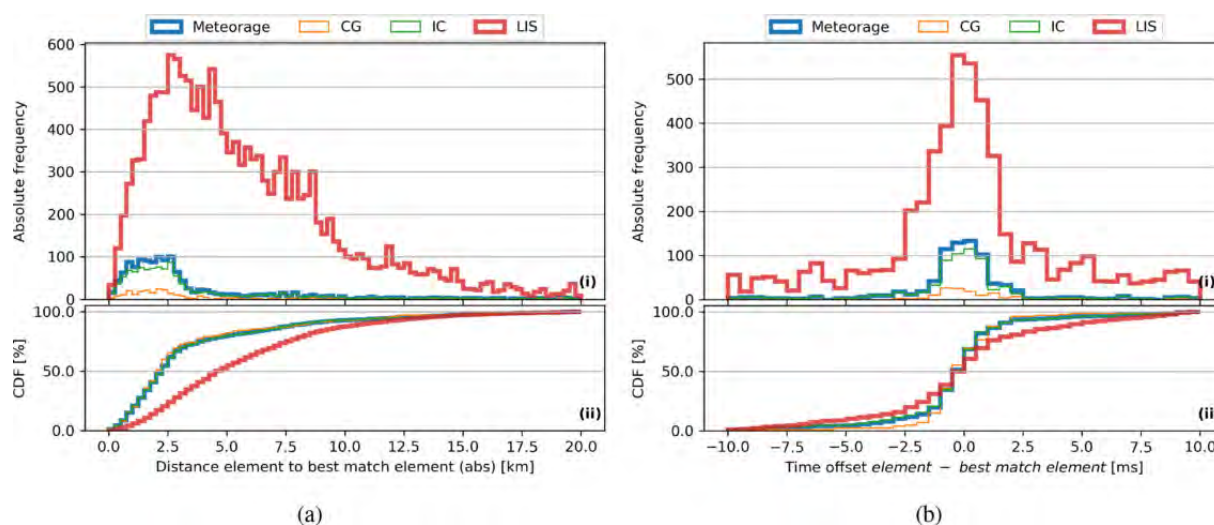 Meteorage CG IC LIS
600
500
400
300
200
100
0
Absolute frequency
(i)
100.0
50.0
0.0
CDF [%]
(ii)
0.0 2.5 5.0 7.5 10.0 12.5 15.0 17.5 20.0
Distance element to best match element (abs) [km]
(a)
Meteorage CG IC LIS
500
400
300
200
100
0
Absolute frequency
(i)
100.0
50.0
0.0
CDF [%]
(ii)
−10.0 −7.5 −5.0 −2.5 0.0 2.5 5.0 7.5 10.0
Time offset element − best match element [ms]
(b)